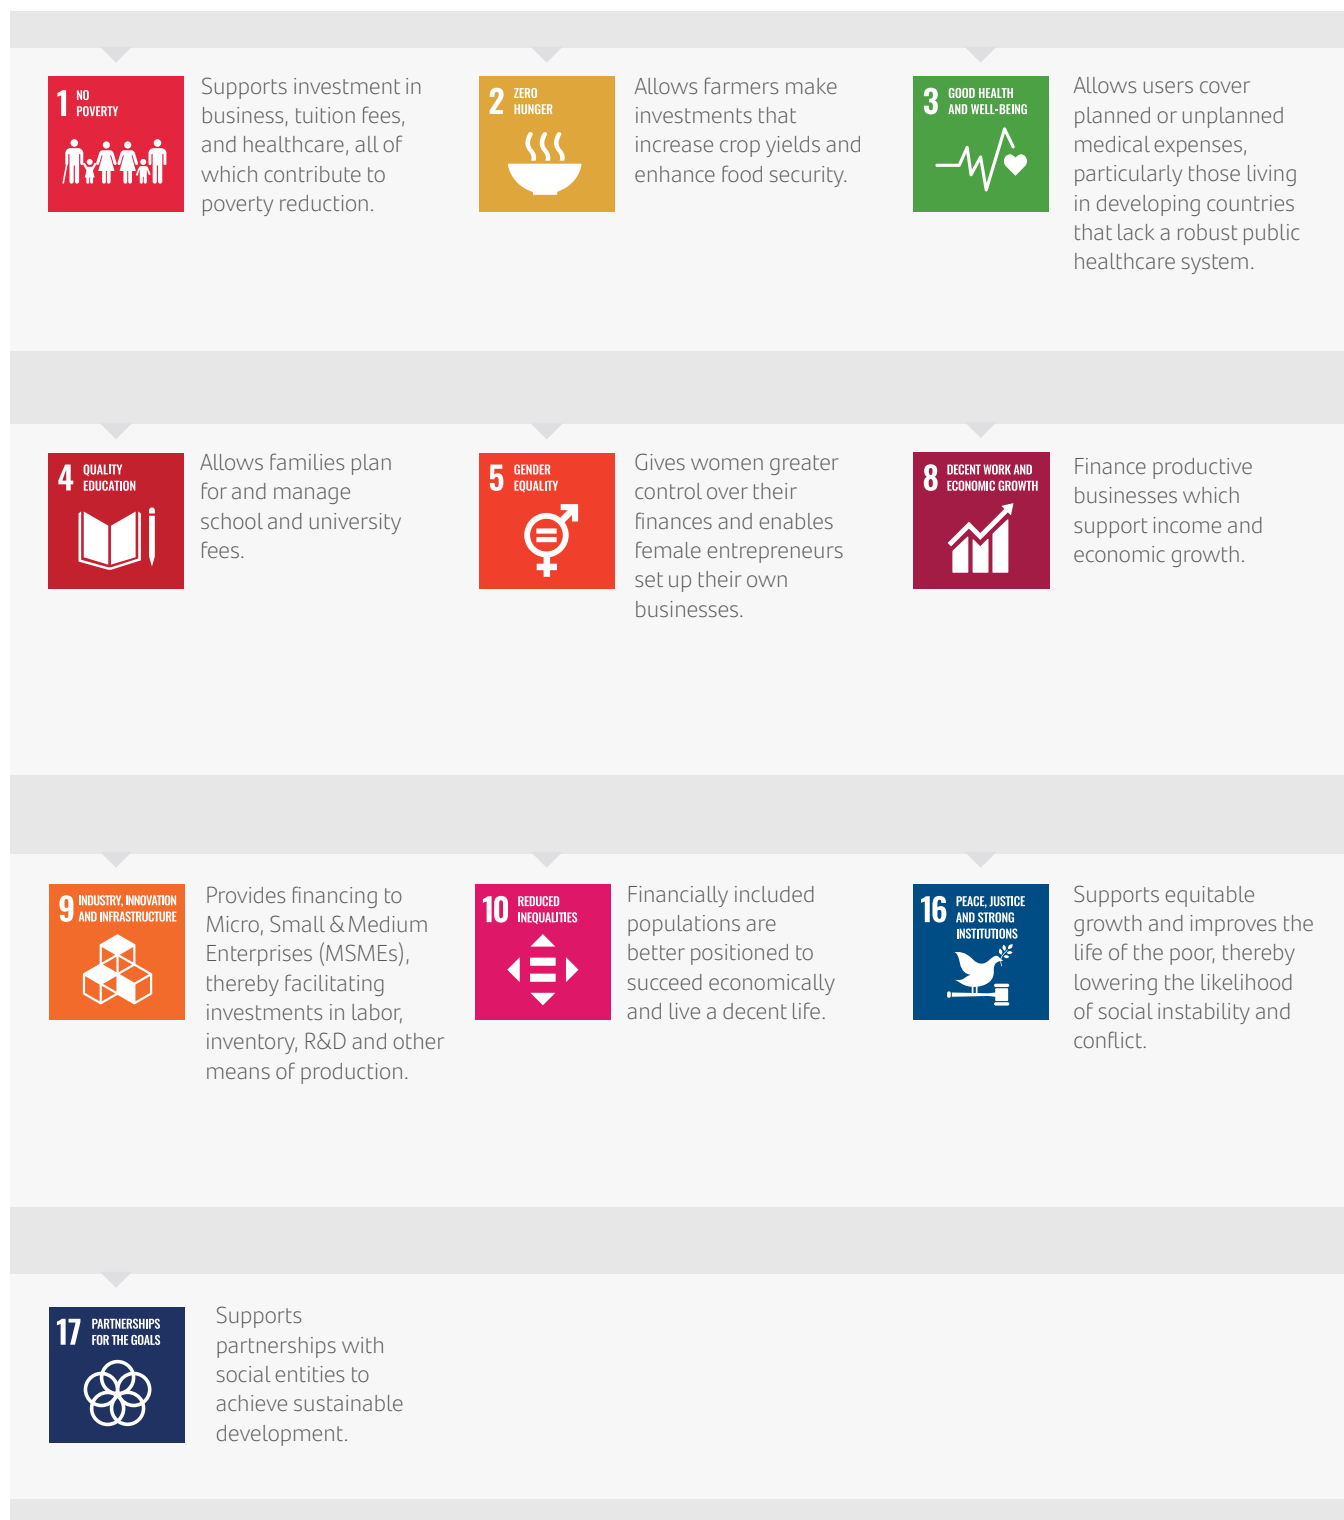 1 NO
POVERTY
Supports investment in
business, tuition fees,
and healthcare, all of
which contribute to
poverty reduction.
2 ZERO
HUNGER
Allows farmers make
investments that
increase crop yields and
enhance food security.
3 GOOD HEALTH
AND WELL-BEING
Allows users cover
planned or unplanned
medical expenses,
particularly those living
in developing countries
that lack a robust public
healthcare system.
4 QUALITY
EDUCATION
Allows families plan
for and manage
school and university
fees.
5 GENDER
EQUALITY
Gives women greater
control over their
finances and enables
female entrepreneurs
set up their own
businesses.
8 DECENT WORK AND
ECONOMIC GROWTH
Finance productive
businesses which
support income and
economic growth.
9 INDUSTRY, INNOVATION
AND INFRASTRUCTURE
Provides financing to
Micro, Small & Medium
Enterprises (MSMEs),
thereby facilitating
investments in labor,
inventory, R&D and other
means of production.
10 REDUCED
INEQUALITIES
Financially included
populations are
better positioned to
succeed economically
and live a decent life.
16 PEACE, JUSTICE
AND STRONG
INSTITUTIONS
Supports equitable
growth and improves the
life of the poor, thereby
lowering the likelihood
of social instability and
conflict.
17 PARTNERSHIPS
FOR THE GOALS
Supports
partnerships with
social entities to
achieve sustainable
development.